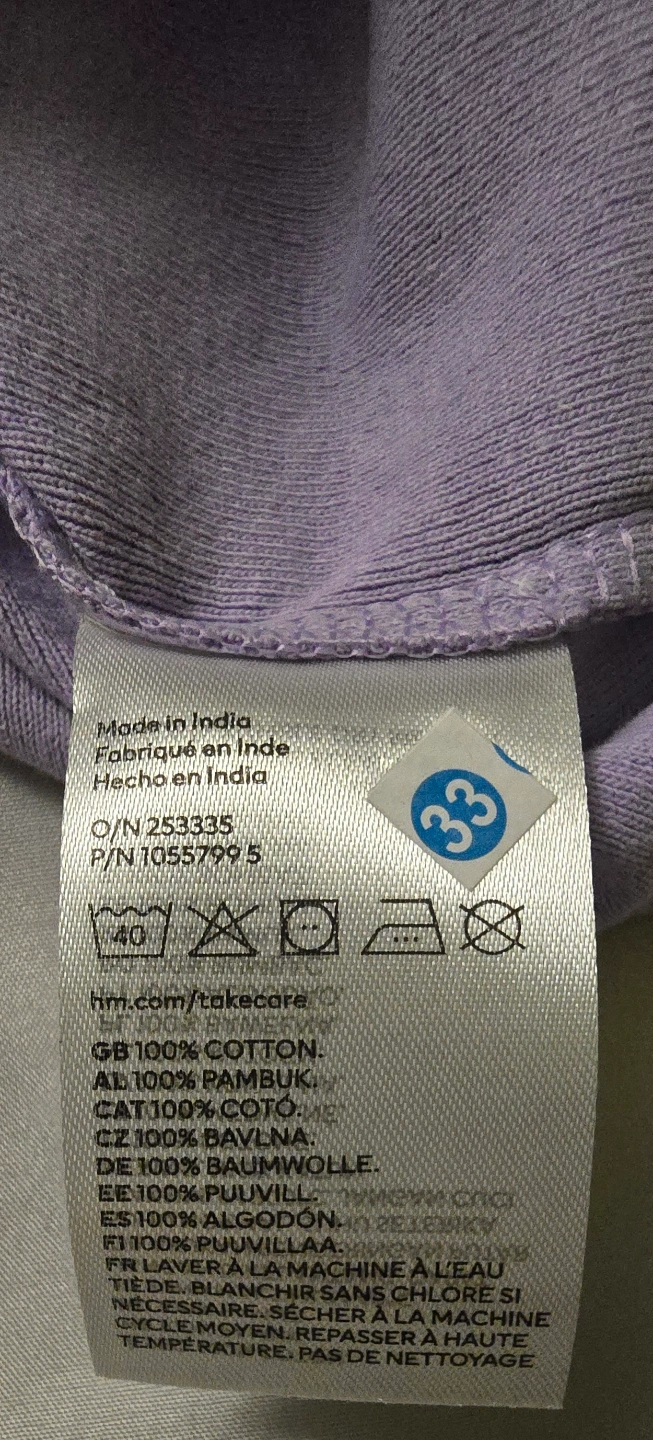 Made in India
Fabriqué en Inde
Hecho en India
O/N 253335
P/N 1055799 5
33
40
hm.com/takecare
GB 100% COTTON.
AL 100% PAMBUK.
CAT 100% COTÓ.
CZ 100% BAVLNA.
DE 100% BAUMWOLLE.
EE 100% PUUVILL.
ES 100% ALGODÓN.
FI 100% PUUVILLAA.
FR LAVER À LA MACHINE À L'EAU
TIÈDE. BLANCHIR SANS CHLORE SI
NÉCESSAIRE. SÉCHER À LA MACHINE
CYCLE MOYEN. REPASSER À HAUTE
TEMPÉRATURE. PAS DE NETTOYAGE